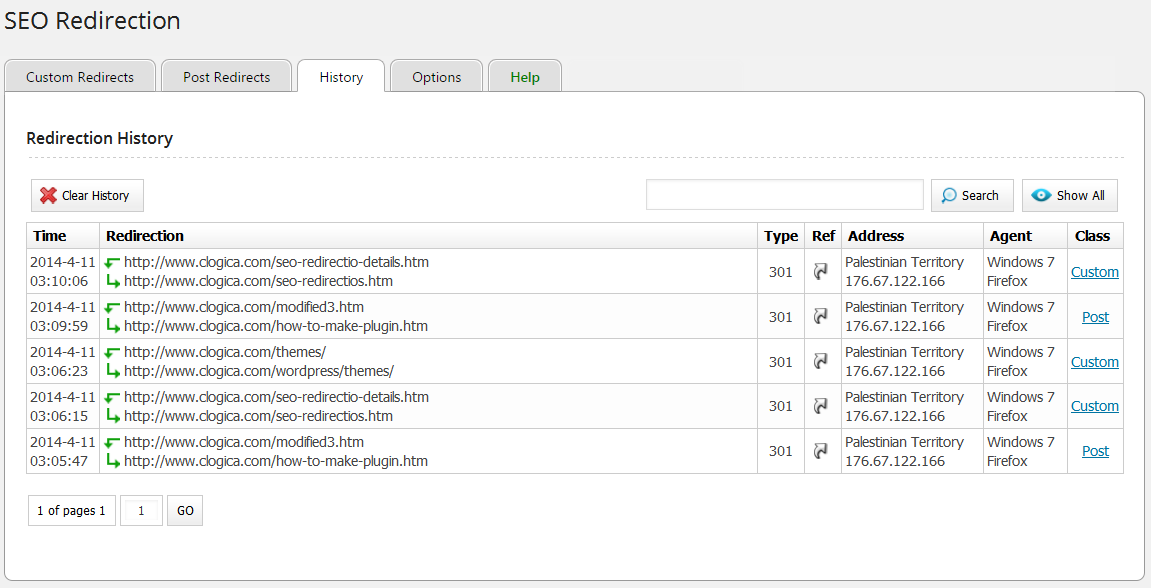 SEO Redirection
Custom Redirects Post Redirects History Options Help
Redirection History
Clear History Search Show All
Time Redirection Type Ref Address Agent Class
2014-4-11 http://www.clogica.com/seo-redirectio-details.htm 301 Palestinian Territory Windows 7 Custom
03:10:06 http://www.clogica.com/seo-redirectios.htm 176.67.122.166 Firefox
2014-4-11 http://www.clogica.com/modified3.htm 301 Palestinian Territory Windows 7 Post
03:09:59 http://www.clogica.com/how-to-make-plugin.htm 176.67.122.166 Firefox
2014-4-11 http://www.clogica.com/themes/ 301 Palestinian Territory Windows 7 Custom
03:06:23 http://www.clogica.com/wordpress/themes/ 176.67.122.166 Firefox
2014-4-11 http://www.clogica.com/seo-redirectio-details.htm 301 Palestinian Territory Windows 7 Custom
03:06:15 http://www.clogica.com/seo-redirectios.htm 176.67.122.166 Firefox
2014-4-11 http://www.clogica.com/modified3.htm 301 Palestinian Territory Windows 7 Post
03:05:47 http://www.clogica.com/how-to-make-plugin.htm 176.67.122.166 Firefox
1 of pages 1 1 GO